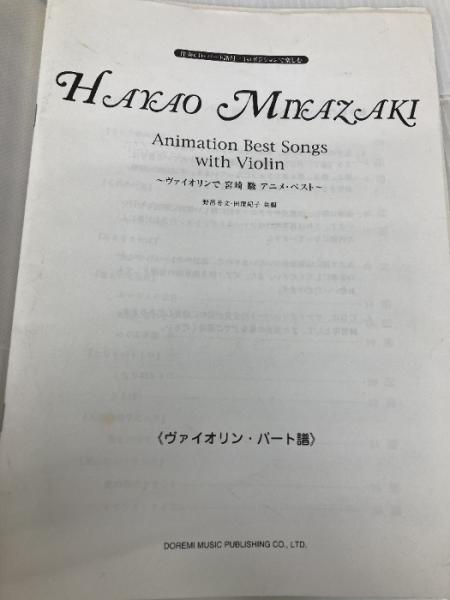 HAYAO MIYAZAKI
Animation Best Songs
with Violin
~ヴァイオリンで 宮崎 駿 アニメ・ベスト~
共編
《ヴァイオリン・パート譜》
DOREMI MUSIC PUBLISHING CO., LTD.